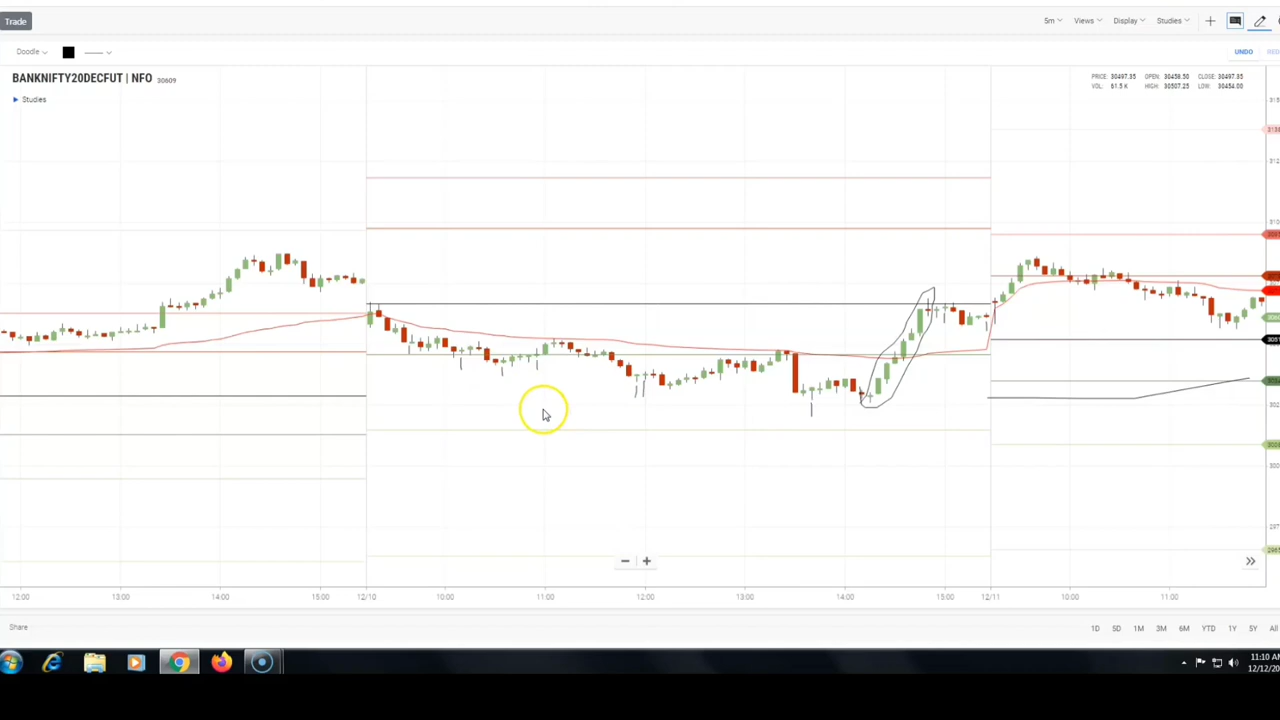 Trade
5m Views Display Studies
Doodle
UNDO
BANKNIFTY20DECFUT | NFO 30609
PRICE: 30497.35 OPEN: 30458.50 CLOSE: 30497.35
VOL: 61.5 K HIGH: 30507.25 LOW: 30454.00
Studies
12:00 13:00 14:00 15:00 12/10 10:00 11:00 12:00 13:00 14:00 15:00 12/11 10:00 11:00
Share
1D 5D 1M 3M 6M YTD 1Y 5Y All
11:10